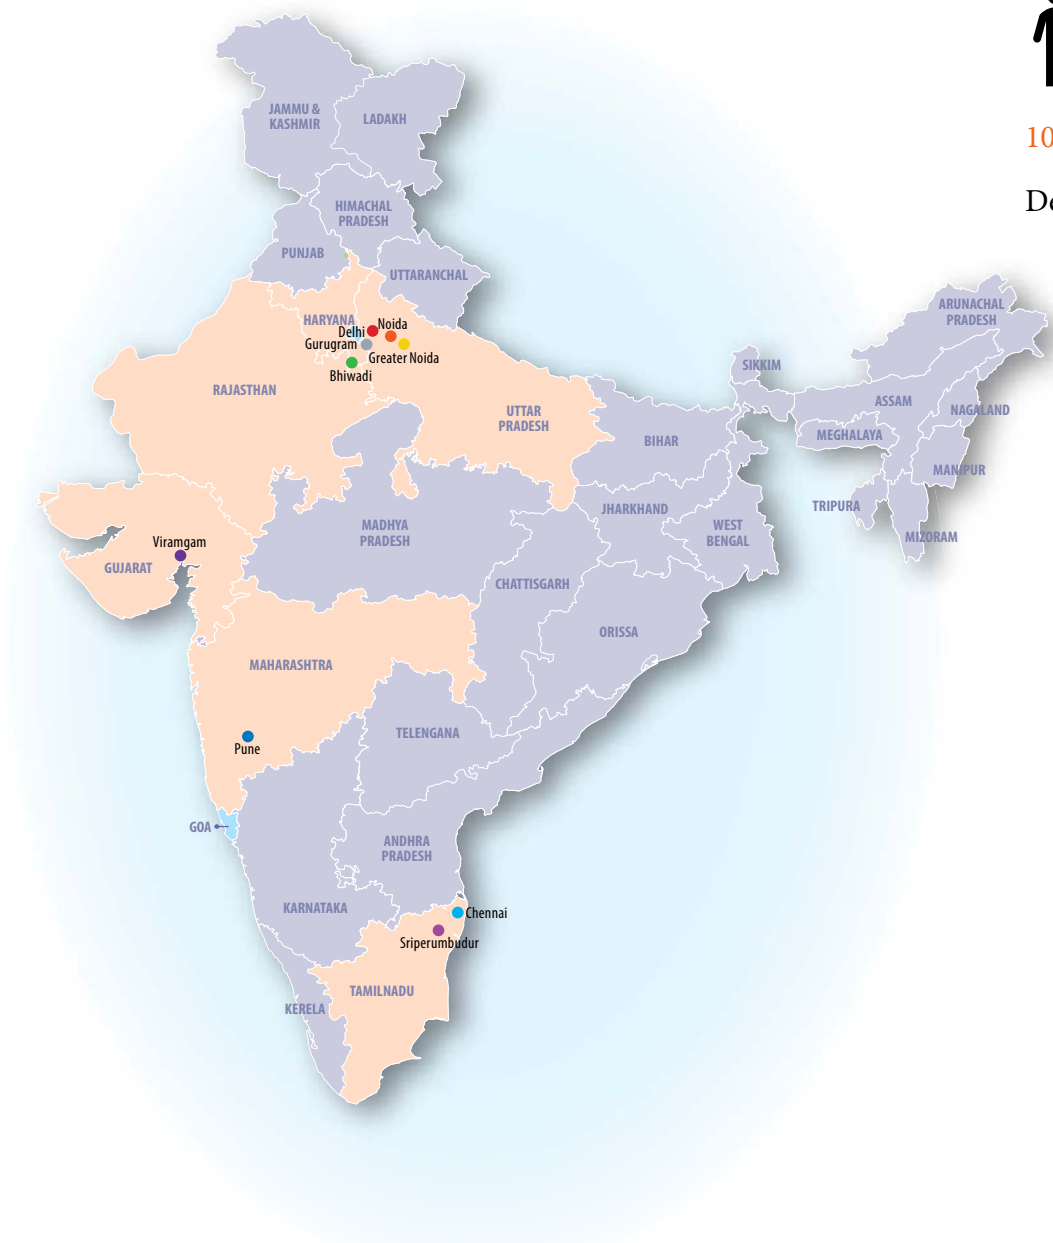 JAMMU &
KASHMIR
LADAKH
10
De
HIMACHAL
PRADESH
PUNJAB
UTTARANCHAL
ARUNACHAL
PRADESH
HARYANA
Delhi
Noida
Gurugram
Greater Noida
Bhiwadi
SIKKIM
RAJASTHAN
UTTAR
PRADESH
ASSAM
NAGALAND
BIHAR
MEGHALAYA
MANIPUR
TRIPURA
MIZORAM
JHARKHAND
WEST
BENGAL
MADHYA
PRADESH
Viramgam
GUJARAT
CHATTISGARH
ORISSA
MAHARASHTRA
TELENGANA
Pune
GOA
ANDHRA
PRADESH
KARNATAKA
Chennai
Sriperumbudur
TAMILNADU
KERELA